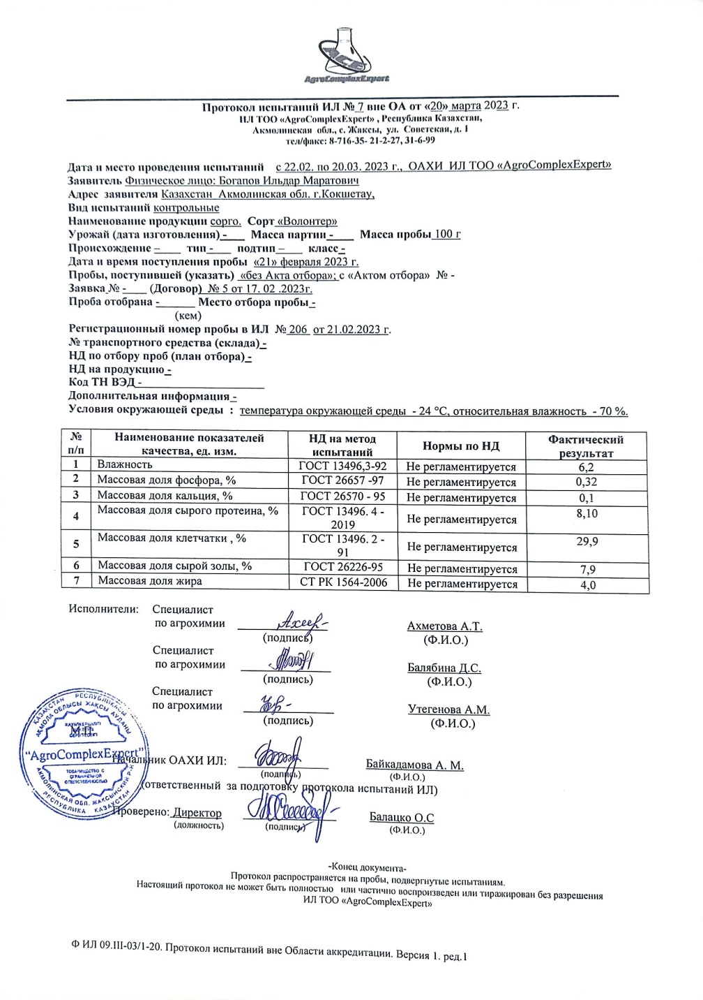 ACE
AgroComplexExpert
Протокол испытаний ИЛ № 7 вне ОА от «20» марта 2023 г.
ИЛ ТОО «AgroComplexExpert» , Республика Казахстан,
Акмолинская обл., с. Жаксы, ул. Советская, д. 1
тел/факс: 8-716-35- 21-2-27, 31-6-99
Дата и место проведения испытаний с 22.02. по 20.03. 2023 г., ОАХИ ИЛ ТОО «AgroComplexExpert»
Заявитель Физическое лицо: Богапов Ильдар Маратович
Адрес заявителя Казахстан Акмолинская обл. г.Кокшетау,
Вид испытаний контрольные
Наименование продукции сорго. Сорт «Волонтер»
Урожай (дата изготовления) -___ Масса партии -___ Масса пробы 100 г
Происхождение –____ тип -___ подтип –___ класс -
Дата и время поступления пробы «21» февраля 2023 г.
Пробы, поступившей (указать) «без Акта отбора»; с «Актом отбора» № -
Заявка № -___ (Договор) № 5 от 17. 02 .2023г.
Проба отобрана -______ Место отбора пробы -
(кем)
Регистрационный номер пробы в ИЛ № 206 от 21.02.2023 г.
№ транспортного средства (склада) -
НД по отбору проб (план отбора) -
НД на продукцию -
Код ТН ВЭД -____________________
Дополнительная информация -
Условия окружающей среды : температура окружающей среды - 24 °С, относительная влажность - 70 %.
№ п/п Наименование показателей качества, ед. изм. НД на метод испытаний Нормы по НД Фактический результат
1 Влажность ГОСТ 13496,3-92 Не регламентируется 6,2
2 Массовая доля фосфора, % ГОСТ 26657 -97 Не регламентируется 0,32
3 Массовая доля кальция, % ГОСТ 26570 - 95 Не регламентируется 0,1
4 Массовая доля сырого протеина, % ГОСТ 13496. 4 - 2019 Не регламентируется 8,10
5 Массовая доля клетчатки , % ГОСТ 13496. 2 - 91 Не регламентируется 29,9
6 Массовая доля сырой золы, % ГОСТ 26226-95 Не регламентируется 7,9
7 Массовая доля жира СТ РК 1564-2006 Не регламентируется 4,0
Исполнители: Специалист
по агрохимии Ахметова А.Т.
(подпись) (Ф.И.О.)
Специалист
по агрохимии Балябина Д.С.
(подпись) (Ф.И.О.)
Специалист
по агрохимии Утегенова А.М.
(подпись) (Ф.И.О.)
М.П.
ҚАЗАҚСТАН РЕСПУБЛИКАСЫ
АҚМОЛА ОБЛЫСЫ ЖАҚСЫ АУДАНЫ
"AgroComplexExpert"
ТОВАРИЩЕСТВО С
ОГРАНИЧЕННОЙ
ОТВЕТСТВЕННОСТЬЮ
АКМОЛИНСКАЯ ОБЛ. ЖАКСЫНСКИЙ Р-Н
РЕСПУБЛИКА КАЗАХСТАН
Начальник ОАХИ ИЛ: Байкадамова А. М.
(подпись) (Ф.И.О.)
(ответственный за подготовку протокола испытаний ИЛ)
Проверено: Директор Балацко О.С
(должность) (подпись) (Ф.И.О.)
-Конец документа-
Протокол распространяется на пробы, подвергнутые испытаниям.
Настоящий протокол не может быть полностью или частично воспроизведен или тиражирован без разрешения
ИЛ ТОО «AgroComplexExpert»
Ф ИЛ 09.III-03/1-20. Протокол испытаний вне Области аккредитации. Версия 1. ред.1